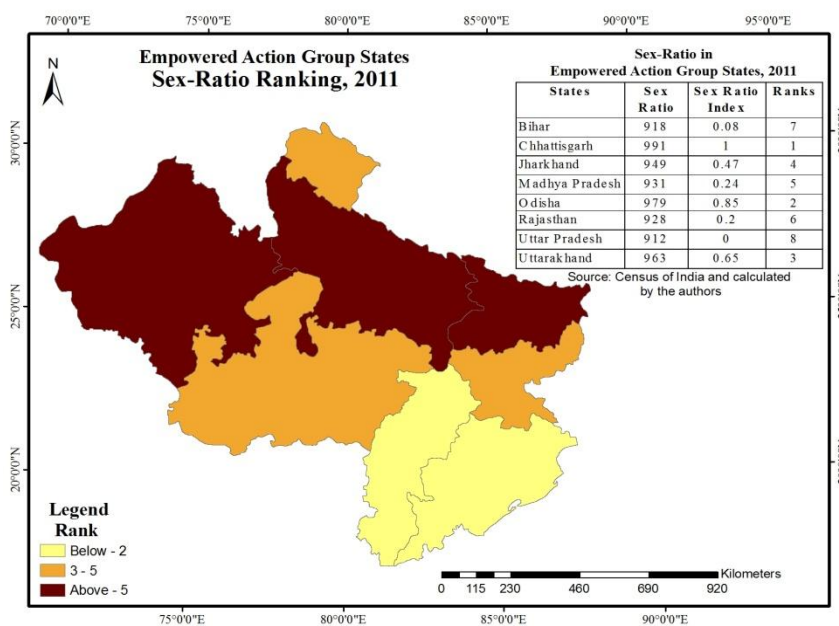 70°0'0"E 75°0'0"E 80°0'0"E 85°0'0"E 90°0'0"E 95°0'0"E
Empowered Action Group States
Sex-Ratio Ranking, 2011
N
Sex-Ratio in
Empowered Action Group States, 2011
States Sex Ratio Sex Ratio Index Ranks
Bihar 918 0.08 7
Chhattisgarh 991 1 1
Jharkhand 949 0.47 4
Madhya Pradesh 931 0.24 5
Odisha 979 0.85 2
Rajasthan 928 0.2 6
Uttar Pradesh 912 0 8
Uttarakhand 963 0.65 3
Source: Census of India and calculated
by the authors
30°0'0"N
25°0'0"N
20°0'0"N
Legend
Rank
Below - 2
3 - 5
Above - 5
Kilometers
0 115 230 460 690 920
75°0'0"E 80°0'0"E 85°0'0"E 90°0'0"E